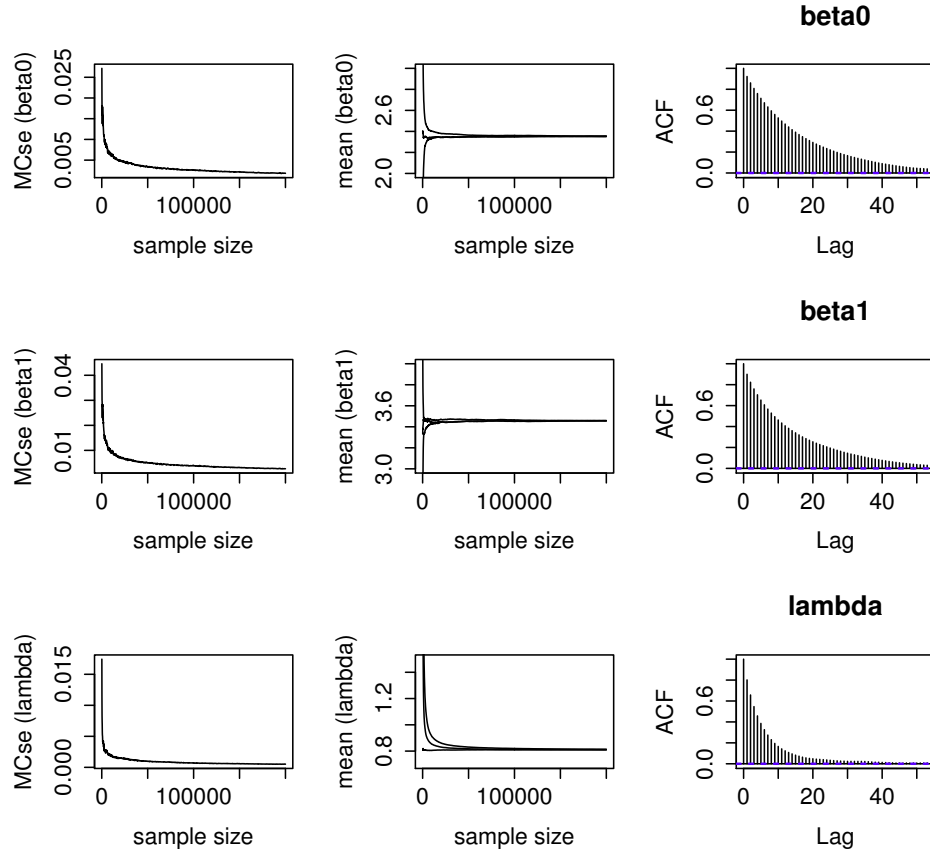 beta0
MCse (beta0)
0.005 0.025
0 100000
sample size
mean (beta0)
2.0 2.6
0 100000
sample size
ACF
0.0 0.6
0 20 40
Lag
beta1
MCse (beta1)
0.01 0.04
0 100000
sample size
mean (beta1)
3.0 3.6
0 100000
sample size
ACF
0.0 0.6
0 20 40
Lag
lambda
MCse (lambda)
0.000 0.015
0 100000
sample size
mean (lambda)
0.8 1.2
0 100000
sample size
ACF
0.0 0.6
0 20 40
Lag